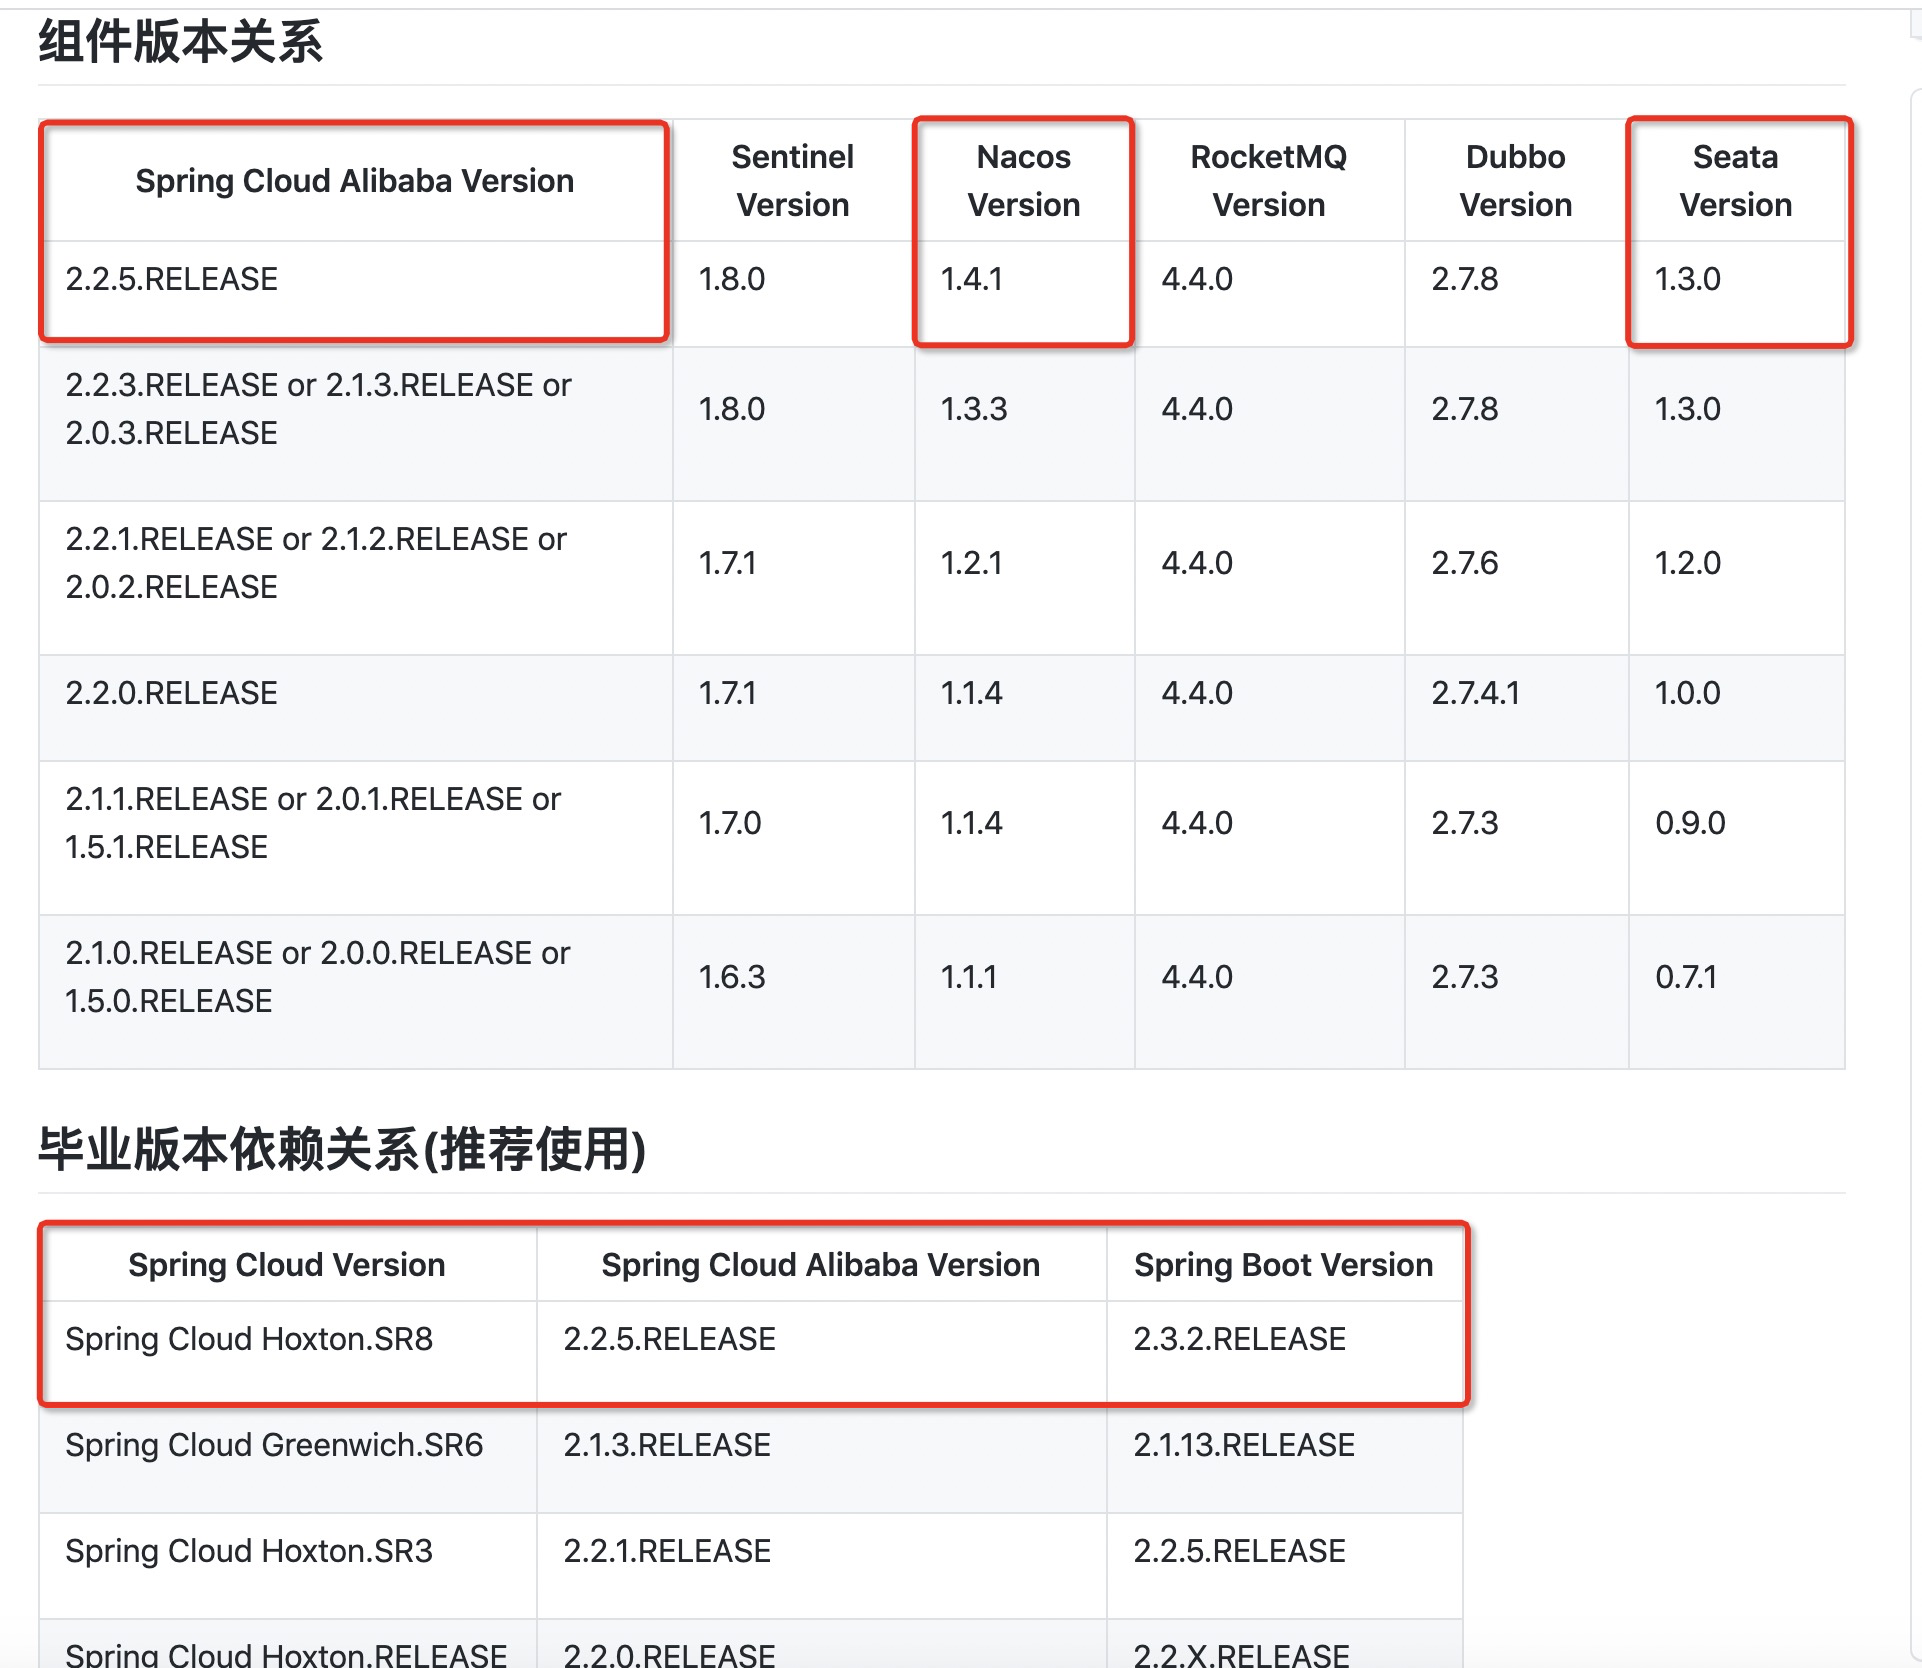 组件版本关系
Spring Cloud Alibaba Version
Sentinel
Version
Nacos
Version
RocketMQ
Version
Dubbo
Version
Seata
Version
2.2.5.RELEASE
1.8.0
1.4.1
4.4.0
2.7.8
1.3.0
2.2.3.RELEASE or 2.1.3.RELEASE or
2.0.3.RELEASE
1.8.0
1.3.3
4.4.0
2.7.8
1.3.0
2.2.1.RELEASE or 2.1.2.RELEASE or
2.0.2.RELEASE
1.7.1
1.2.1
4.4.0
2.7.6
1.2.0
2.2.0.RELEASE
1.7.1
1.1.4
4.4.0
2.7.4.1
1.0.0
2.1.1.RELEASE or 2.0.1.RELEASE or
1.5.1.RELEASE
1.7.0
1.1.4
4.4.0
2.7.3
0.9.0
2.1.0.RELEASE or 2.0.0.RELEASE or
1.5.0.RELEASE
1.6.3
1.1.1
4.4.0
2.7.3
0.7.1
毕业版本依赖关系(推荐使用)
Spring Cloud Version
Spring Cloud Alibaba Version
Spring Boot Version
Spring Cloud Hoxton.SR8
2.2.5.RELEASE
2.3.2.RELEASE
Spring Cloud Greenwich.SR6
2.1.3.RELEASE
2.1.13.RELEASE
Spring Cloud Hoxton.SR3
2.2.1.RELEASE
2.2.5.RELEASE
Spring Cloud Hoxton.RELEASE
2.2.0.RELEASE
2.2.X.RELEASE